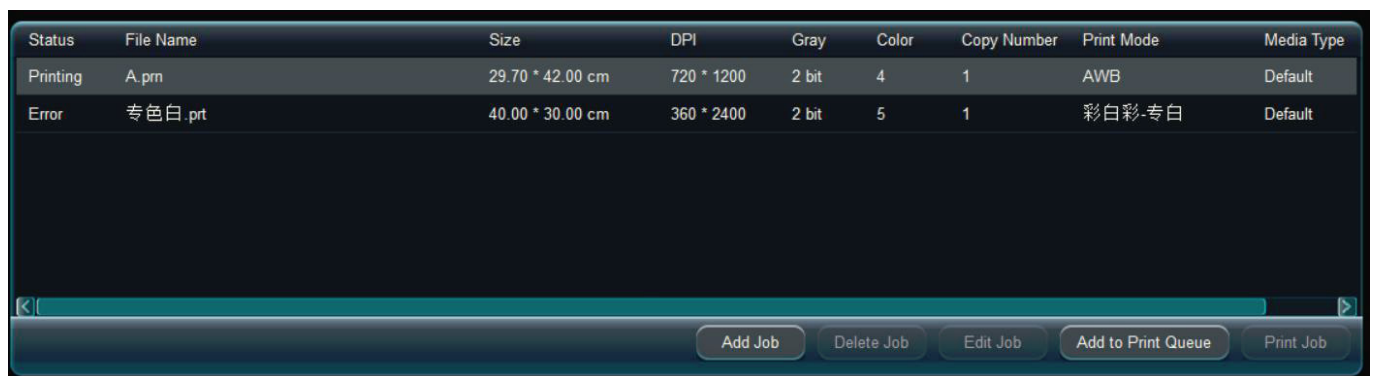 Status File Name Size DPI Gray Color Copy Number Print Mode Media Type
Printing A.prn 29.70 * 42.00 cm 720 * 1200 2 bit 4 1 AWB Default
Error 专色白.prt 40.00 * 30.00 cm 360 * 2400 2 bit 5 1 彩白彩-专白 Default
Add Job Delete Job Edit Job Add to Print Queue Print Job